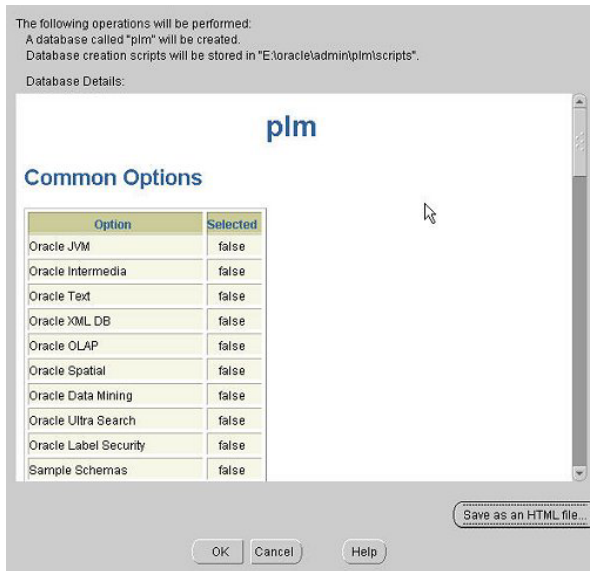 The following operations will be performed:
A database called "plm" will be created.
Database creation scripts will be stored in "E:\oracle\admin\plm\scripts".
Database Details:
plm
Common Options
Option Selected
Oracle JVM false
Oracle Intermedia false
Oracle Text false
Oracle XML DB false
Oracle OLAP false
Oracle Spatial false
Oracle Data Mining false
Oracle Ultra Search false
Oracle Label Security false
Sample Schemas false
Save as an HTML file...
OK Cancel Help